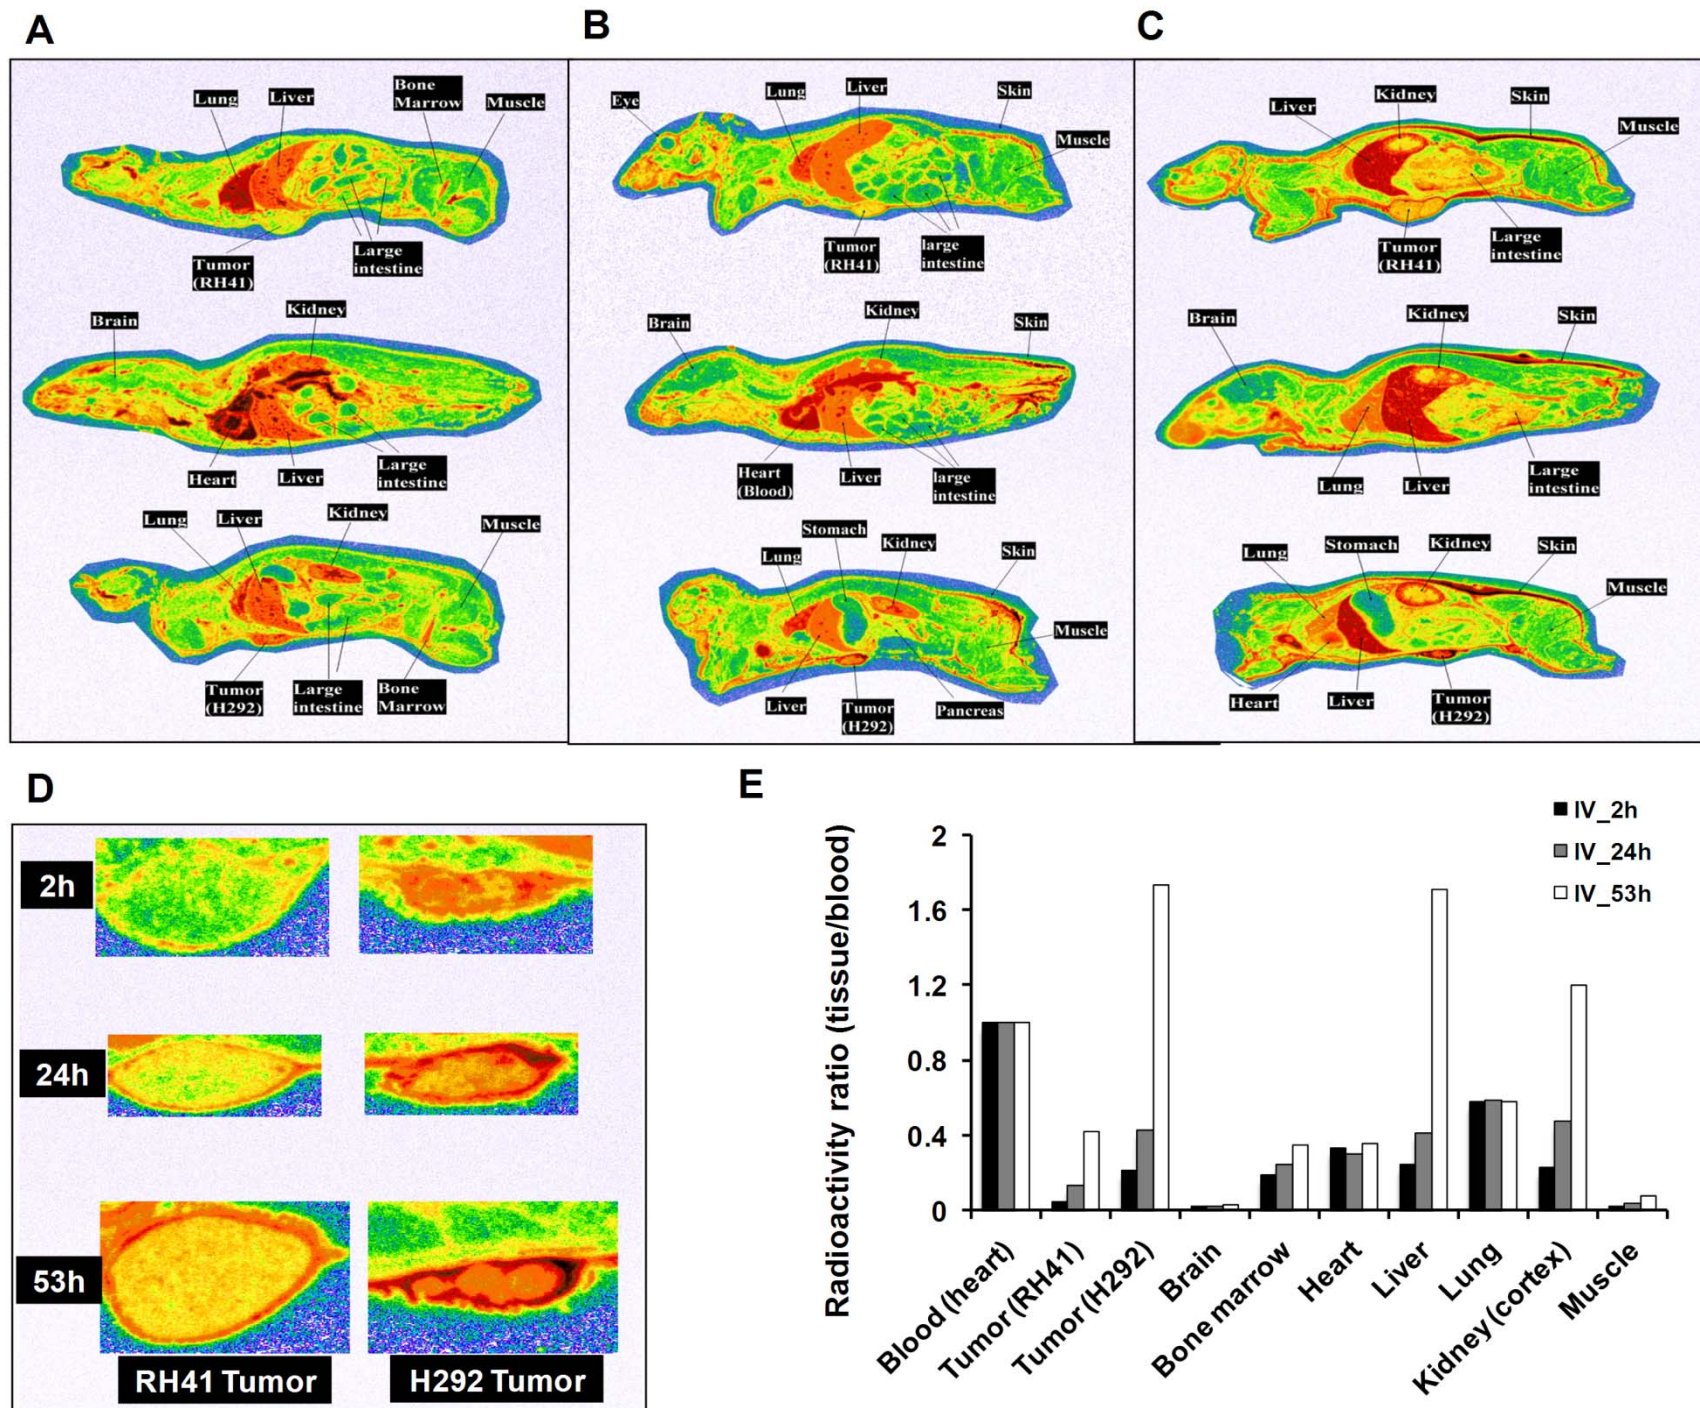 A
Lung
Liver
Bone
Marrow
Muscle
Tumor
(RH41)
Large
intestine
Brain
Kidney
Heart
Liver
Large
intestine
Lung
Liver
Kidney
Muscle
Tumor
(H292)
Large
intestine
Bone
Marrow
B
Eye
Lung
Liver
Skin
Muscle
Tumor
(RH41)
large
intestine
Brain
Kidney
Skin
Heart
(Blood)
Liver
large
intestine
Stomach
Lung
Kidney
Skin
Muscle
Liver
Tumor
(H292)
Pancreas
C
Liver
Kidney
Skin
Muscle
Tumor
(RH41)
Large
intestine
Brain
Kidney
Skin
Lung
Liver
Large
intestine
Lung
Stomach
Kidney
Skin
Muscle
Heart
Liver
Tumor
(H292)
D
2h
24h
53h
RH41 Tumor
H292 Tumor
E
IV_2h
IV_24h
IV_53h
Radioactivity ratio (tissue/blood)
2
1.6
1.2
0.8
0.4
0
Blood (heart)
Tumor (RH41)
Tumor (H292)
Brain
Bone marrow
Heart
Liver
Lung
Kidney (cortex)
Muscle